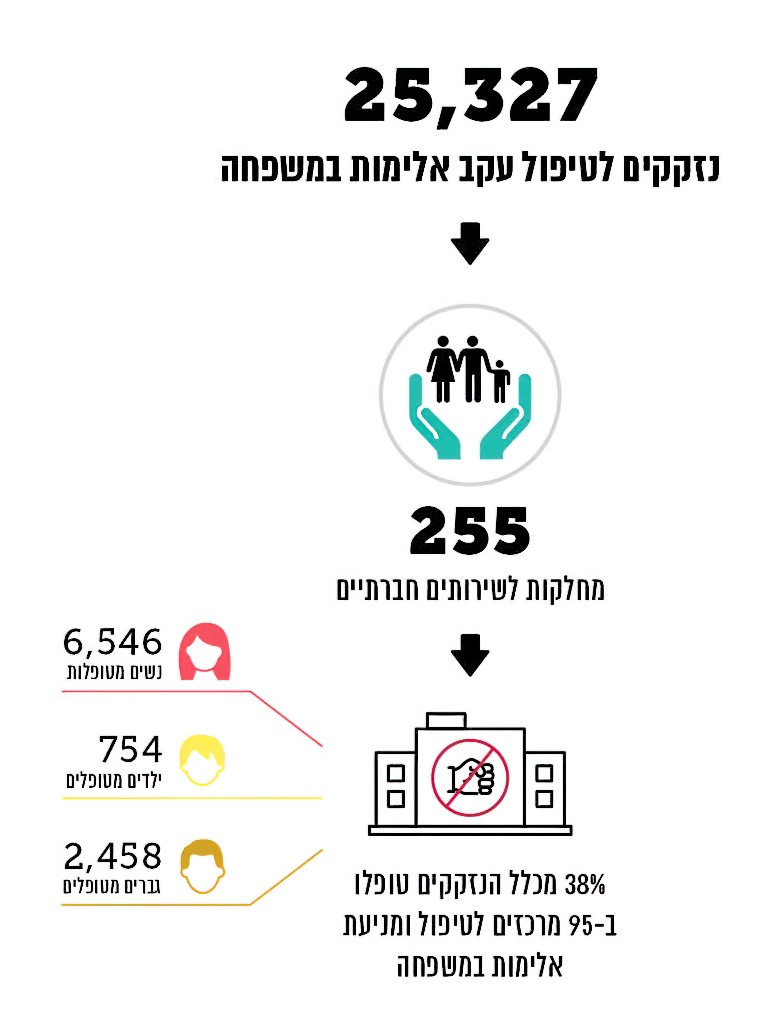 25,327
נזקקים לטיפול עקב אלימות במשפחה
255
מחלקות לשירותים חברתיים
6,546
נשים מטופלות
754
ילדים מטופלים
2,458
גברים מטופלים
38% מכלל הנזקקים טופלו
ב-95 מרכזים לטיפול ומניעת
אלימות במשפחה